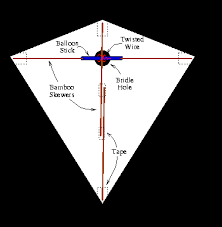 Balloon
Stick
Twisted
Wire
Bridle
Hole
Bamboo
Skewers
Tape